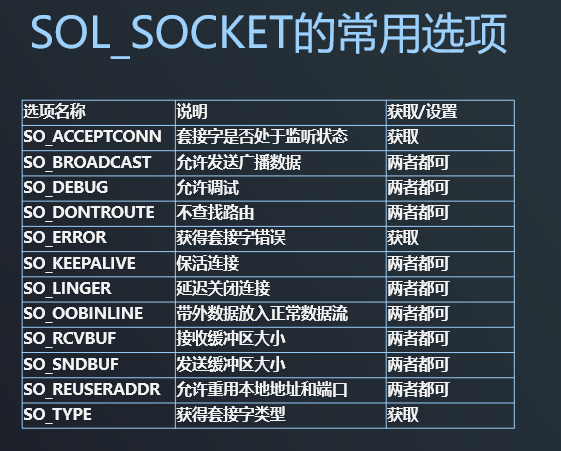 SOL_SOCKET的常用选项
选项名称 说明 获取/设置
SO_ACCEPTCONN 套接字是否处于监听状态 获取
SO_BROADCAST 允许发送广播数据 两者都可
SO_DEBUG 允许调试 两者都可
SO_DONTROUTE 不查找路由 两者都可
SO_ERROR 获得套接字错误 获取
SO_KEEPALIVE 保活连接 两者都可
SO_LINGER 延迟关闭连接 两者都可
SO_OOBINLINE 带外数据放入正常数据流 两者都可
SO_RCVBUF 接收缓冲区大小 两者都可
SO_SNDBUF 发送缓冲区大小 两者都可
SO_REUSERADDR 允许重用本地地址和端口 两者都可
SO_TYPE 获得套接字类型 获取